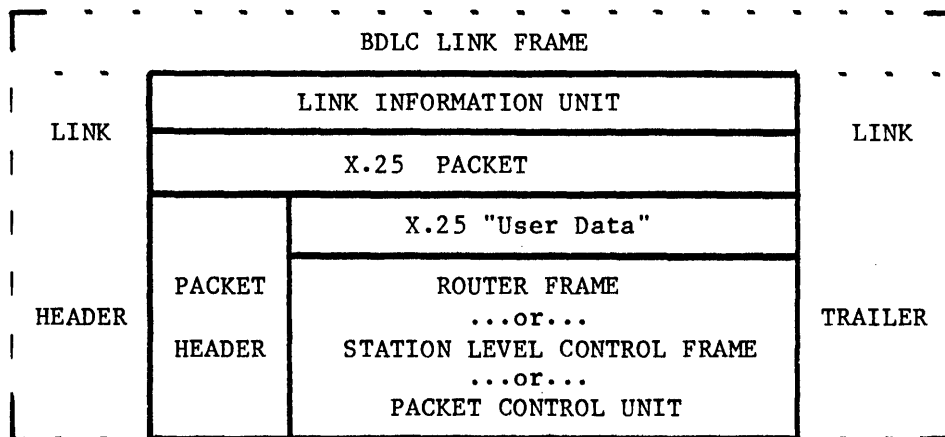 BDLC LINK FRAME
LINK INFORMATION UNIT
LINK
LINK
X.25 PACKET
X.25 "User Data"
PACKET
ROUTER FRAME
HEADER
...or...
TRAILER
HEADER
STATION LEVEL CONTROL FRAME
...or...
PACKET CONTROL UNIT